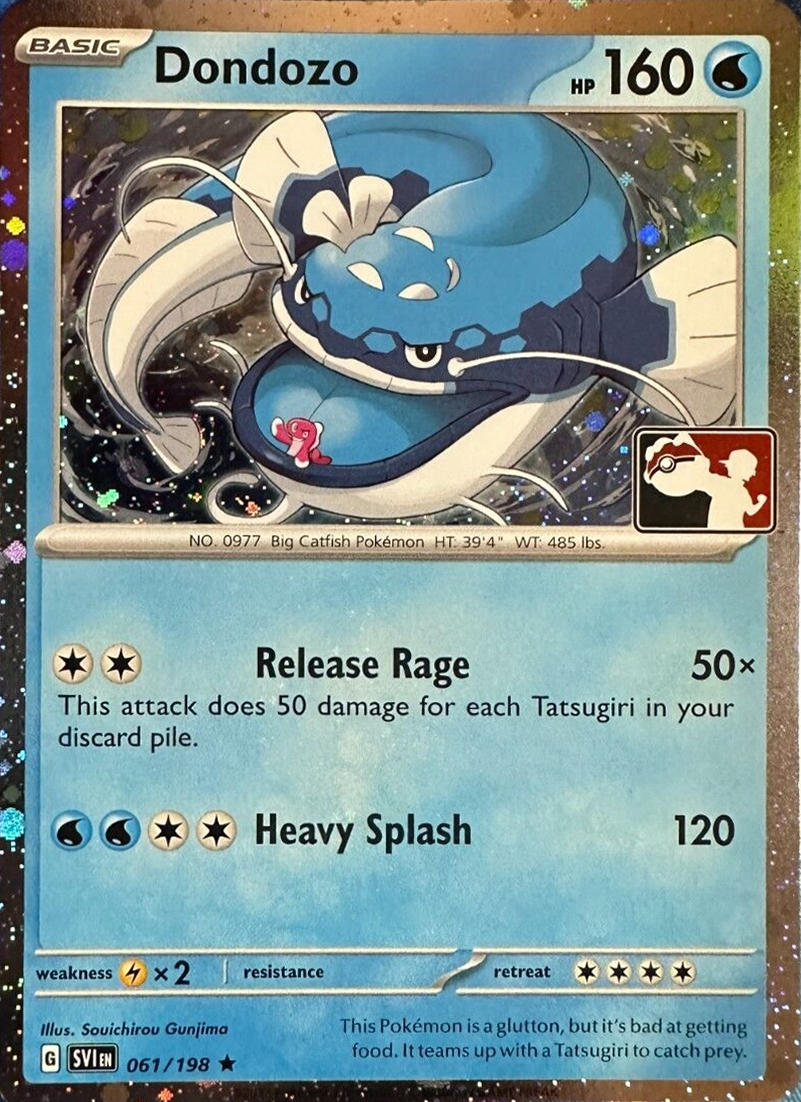 BASIC
Dondozo
HP 160
NO. 0977 Big Catfish Pokémon HT: 39'4" WT: 485 lbs.
Release Rage 50×
This attack does 50 damage for each Tatsugiri in your
discard pile.
Heavy Splash 120
weakness ×2 resistance retreat
Illus. Souichirou Gunjima
This Pokémon is a glutton, but it's bad at getting
food. It teams up with a Tatsugiri to catch prey.
G SVI EN 061/198 ★